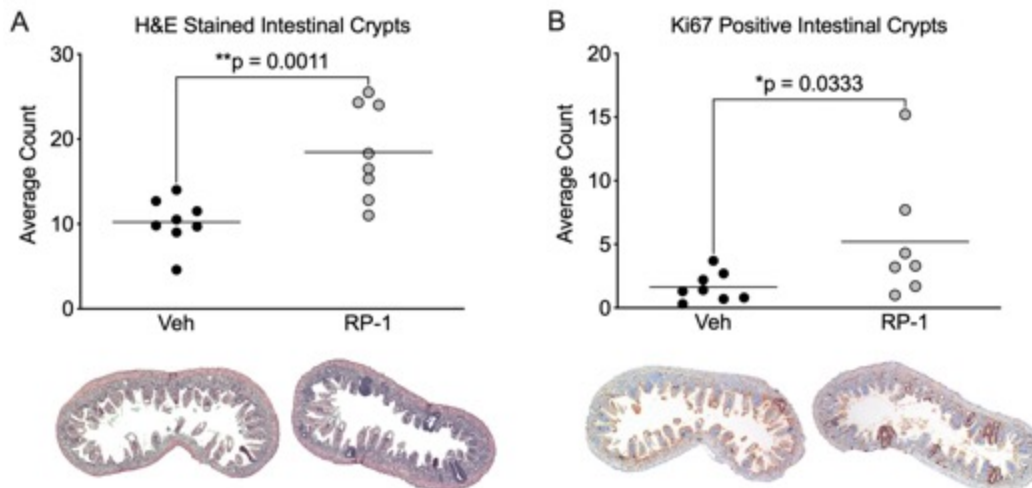 A
H&E Stained Intestinal Crypts
30
**p = 0.0011
20
10
0
Average Count
Veh
RP-1
B
Ki67 Positive Intestinal Crypts
20
*p = 0.0333
15
10
5
0
Average Count
Veh
RP-1